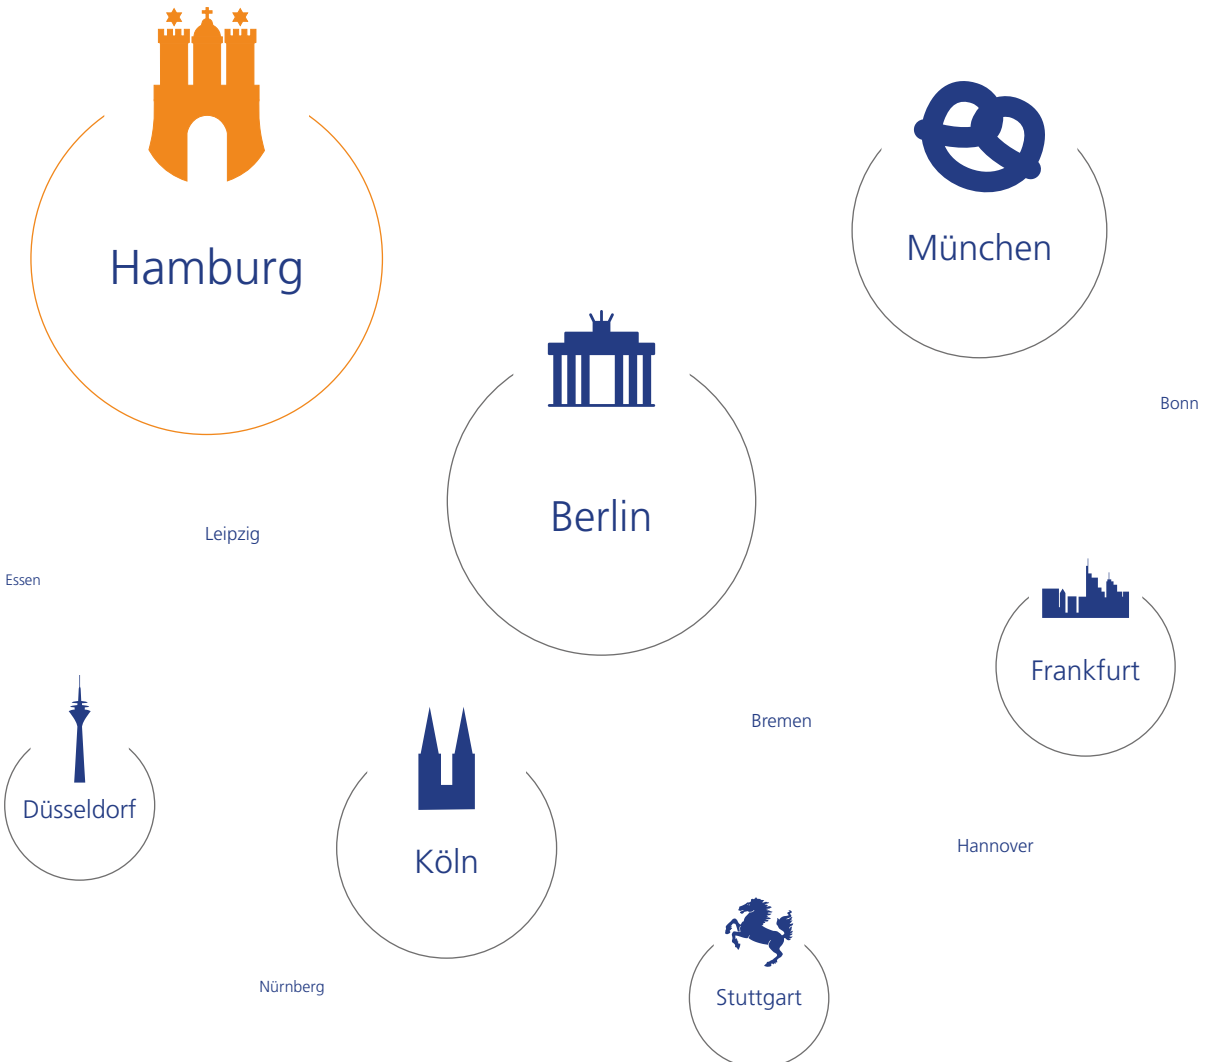 Hamburg
München
Bonn
Berlin
Leipzig
Essen
Frankfurt
Bremen
Düsseldorf
Hannover
Köln
Nürnberg
Stuttgart